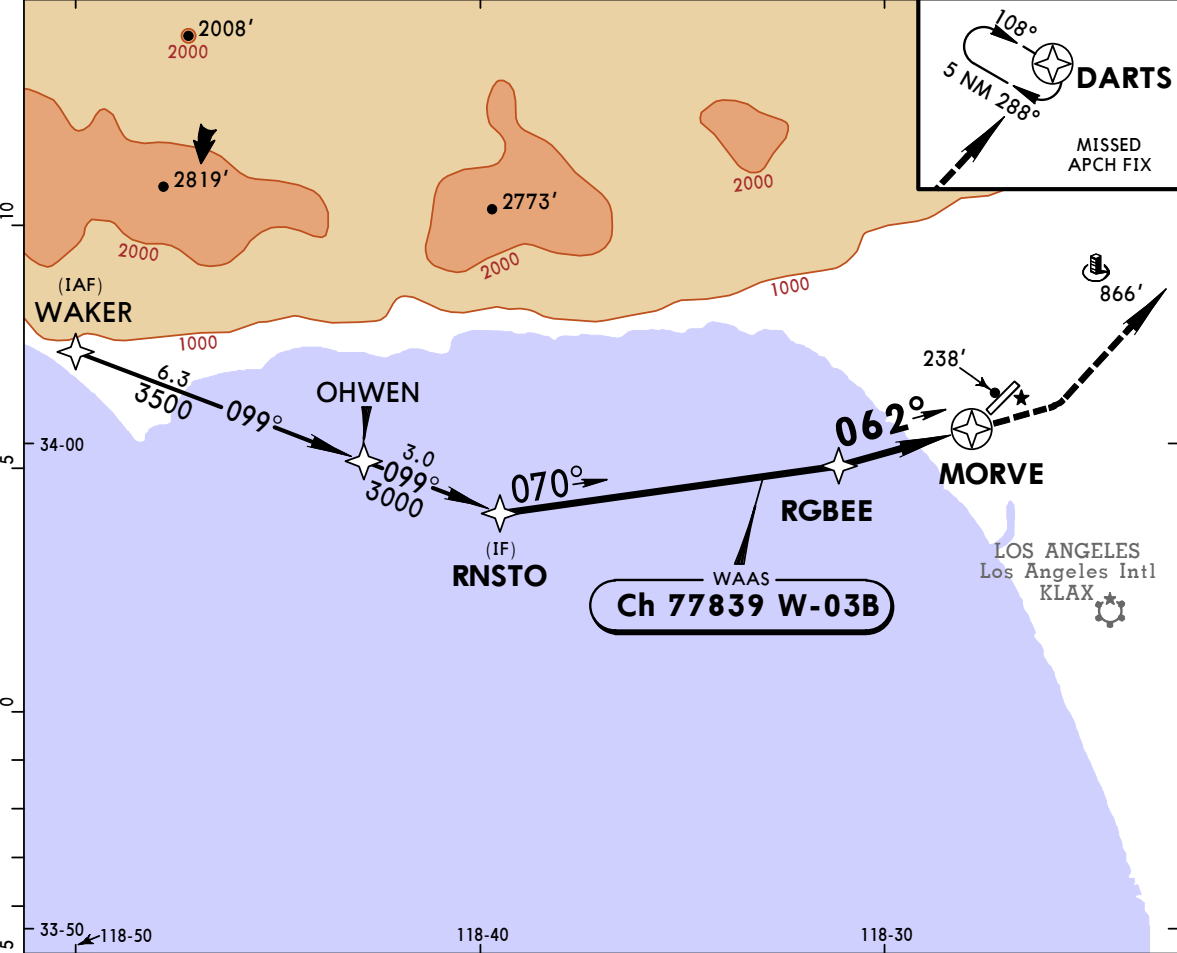 2008'
2000
2819'
2773'
2000
2000
2000
108°
DARTS
5 NM 288°
MISSED
APCH FIX
10
(IAF)
WAKER
1000
1000
866'
6.3
3500
099°
OHWEN
238'
34-00
5
3.0
099°
3000
070°
062°
MORVE
RGBEE
(IF)
RNSTO
WAAS
Ch 77839 W-03B
LOS ANGELES
Los Angeles Intl
KLAX
0
5
33-50
118-50
118-40
118-30